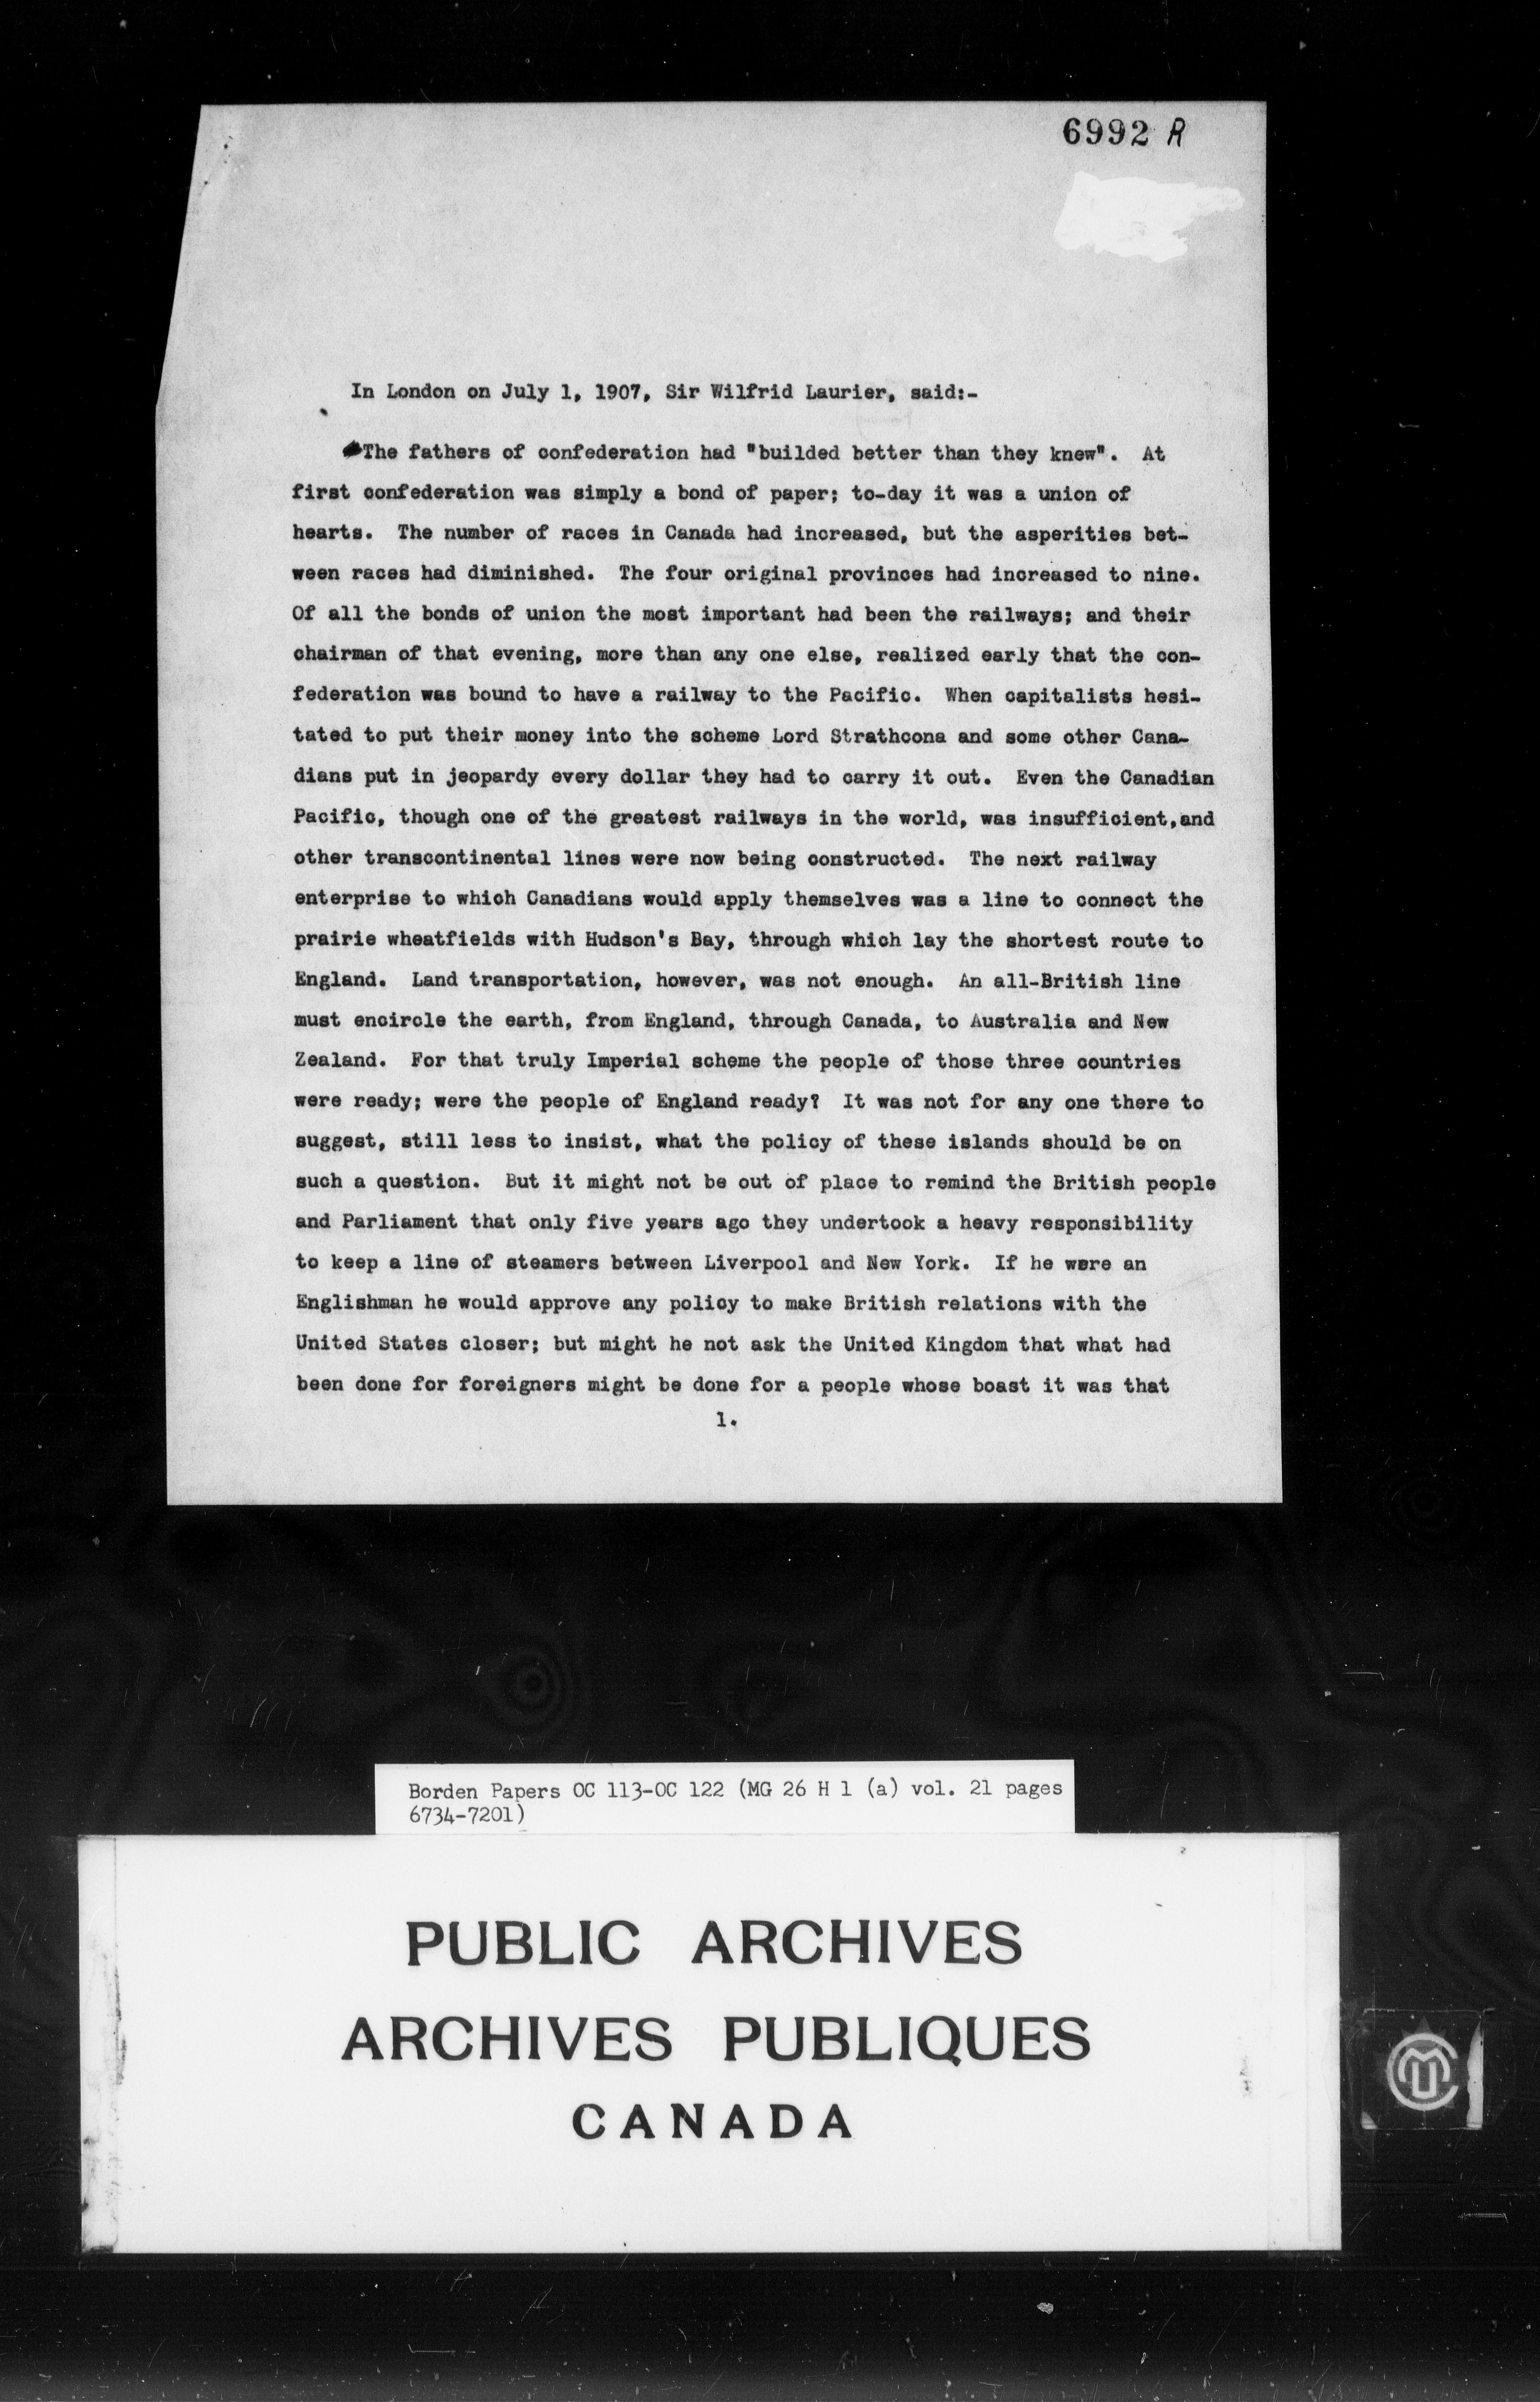 6992 R
In London on July 1, 1907, Sir Wilfrid Laurier, said:-
The fathers of confederation had "builded better than they knew". At
first confederation was simply a bond of paper; to-day it was a union of
hearts. The number of races in Canada had increased, but the asperities bet-
ween races had diminished. The four original provinces had increased to nine.
Of all the bonds of union the most important had been the railways; and their
chairman of that evening, more than any one else, realized early that the con-
federation was bound to have a railway to the Pacific. When capitalists hesi-
tated to put their money into the scheme Lord Strathcona and some other Cana-
dians put in jeopardy every dollar they had to carry it out. Even the Canadian
Pacific, though one of the greatest railways in the world, was insufficient,and
other transcontinental lines were now being constructed. The next railway
enterprise to which Canadians would apply themselves was a line to connect the
prairie wheatfields with Hudson's Bay, through which lay the shortest route to
England. Land transportation, however, was not enough. An all-British line
must encircle the earth, from England, through Canada, to Australia and New
Zealand. For that truly Imperial scheme the people of those three countries
were ready; were the people of England ready? It was not for any one there to
suggest, still less to insist, what the policy of these islands should be on
such a question. But it might not be out of place to remind the British people
and Parliament that only five years ago they undertook a heavy responsibility
to keep a line of steamers between Liverpool and New York. If he were an
Englishman he would approve any policy to make British relations with the
United States closer; but might he not ask the United Kingdom that what had
been done for foreigners might be done for a people whose boast it was that
1.
Borden Papers OC 113-OC 122 (MG 26 H 1 (a) vol. 21 pages
6734-7201)
PUBLIC ARCHIVES
ARCHIVES PUBLIQUES
CANADA